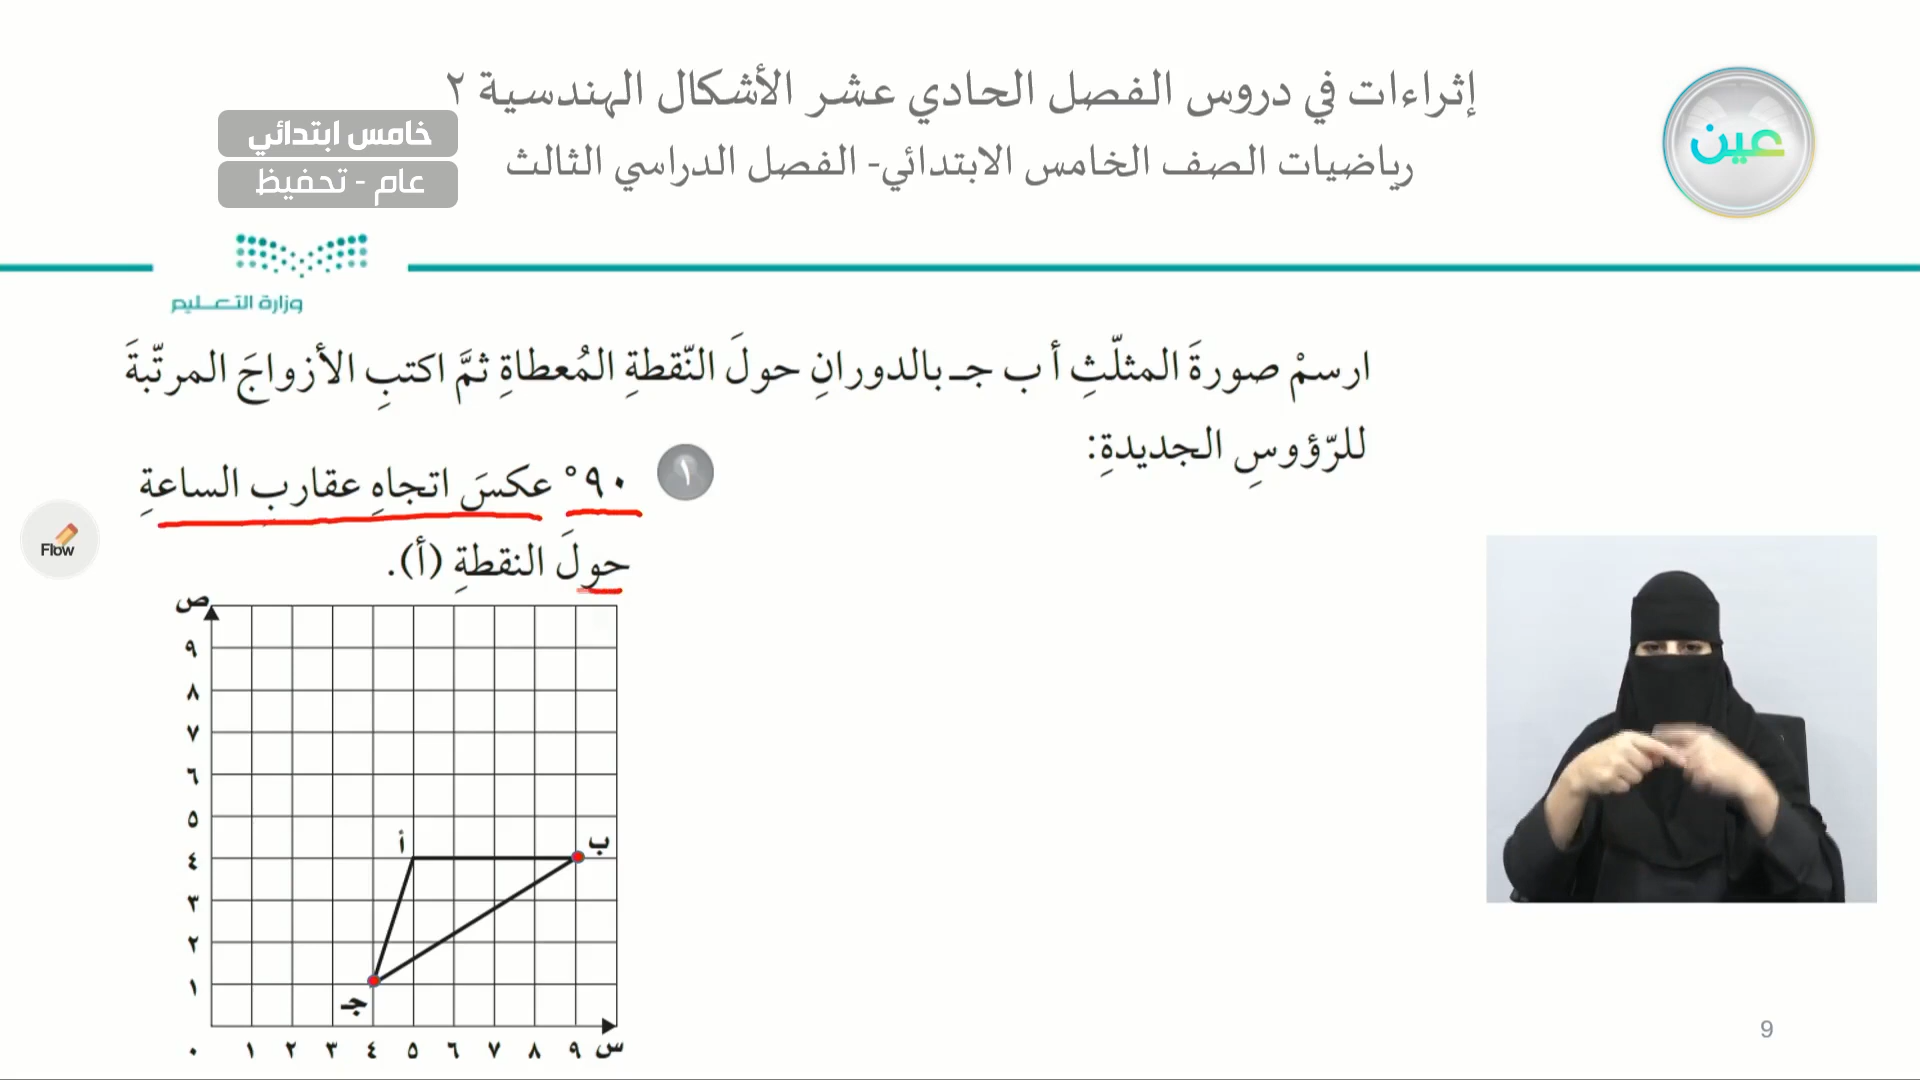 إثراءات في دروس الفصل الحادي عشر الأشكال الهندسية ٢
رياضيات الصف الخامس الابتدائي- الفصل الدراسي الثالث
خامس ابتدائي
عام - تحفيظ
عين
وزارة التعليم
ارسمْ صورةَ المثلّثِ أ ب جـ بالدورانِ حولَ النّقطةِ المُعطاةِ ثمَّ اكتبِ الأزواجَ المرتّبةَ
للرّؤوسِ الجديدةِ:
١
٩٠° عكسَ اتجاهِ عقاربِ الساعةِ
حولَ النقطةِ (أ).
Flow
ص
٩
٨
٧
٦
٥
٤
٣
٢
١
أ
ب
جـ
٠ ١ ٢ ٣ ٤ ٥ ٦ ٧ ٨ ٩ س
9